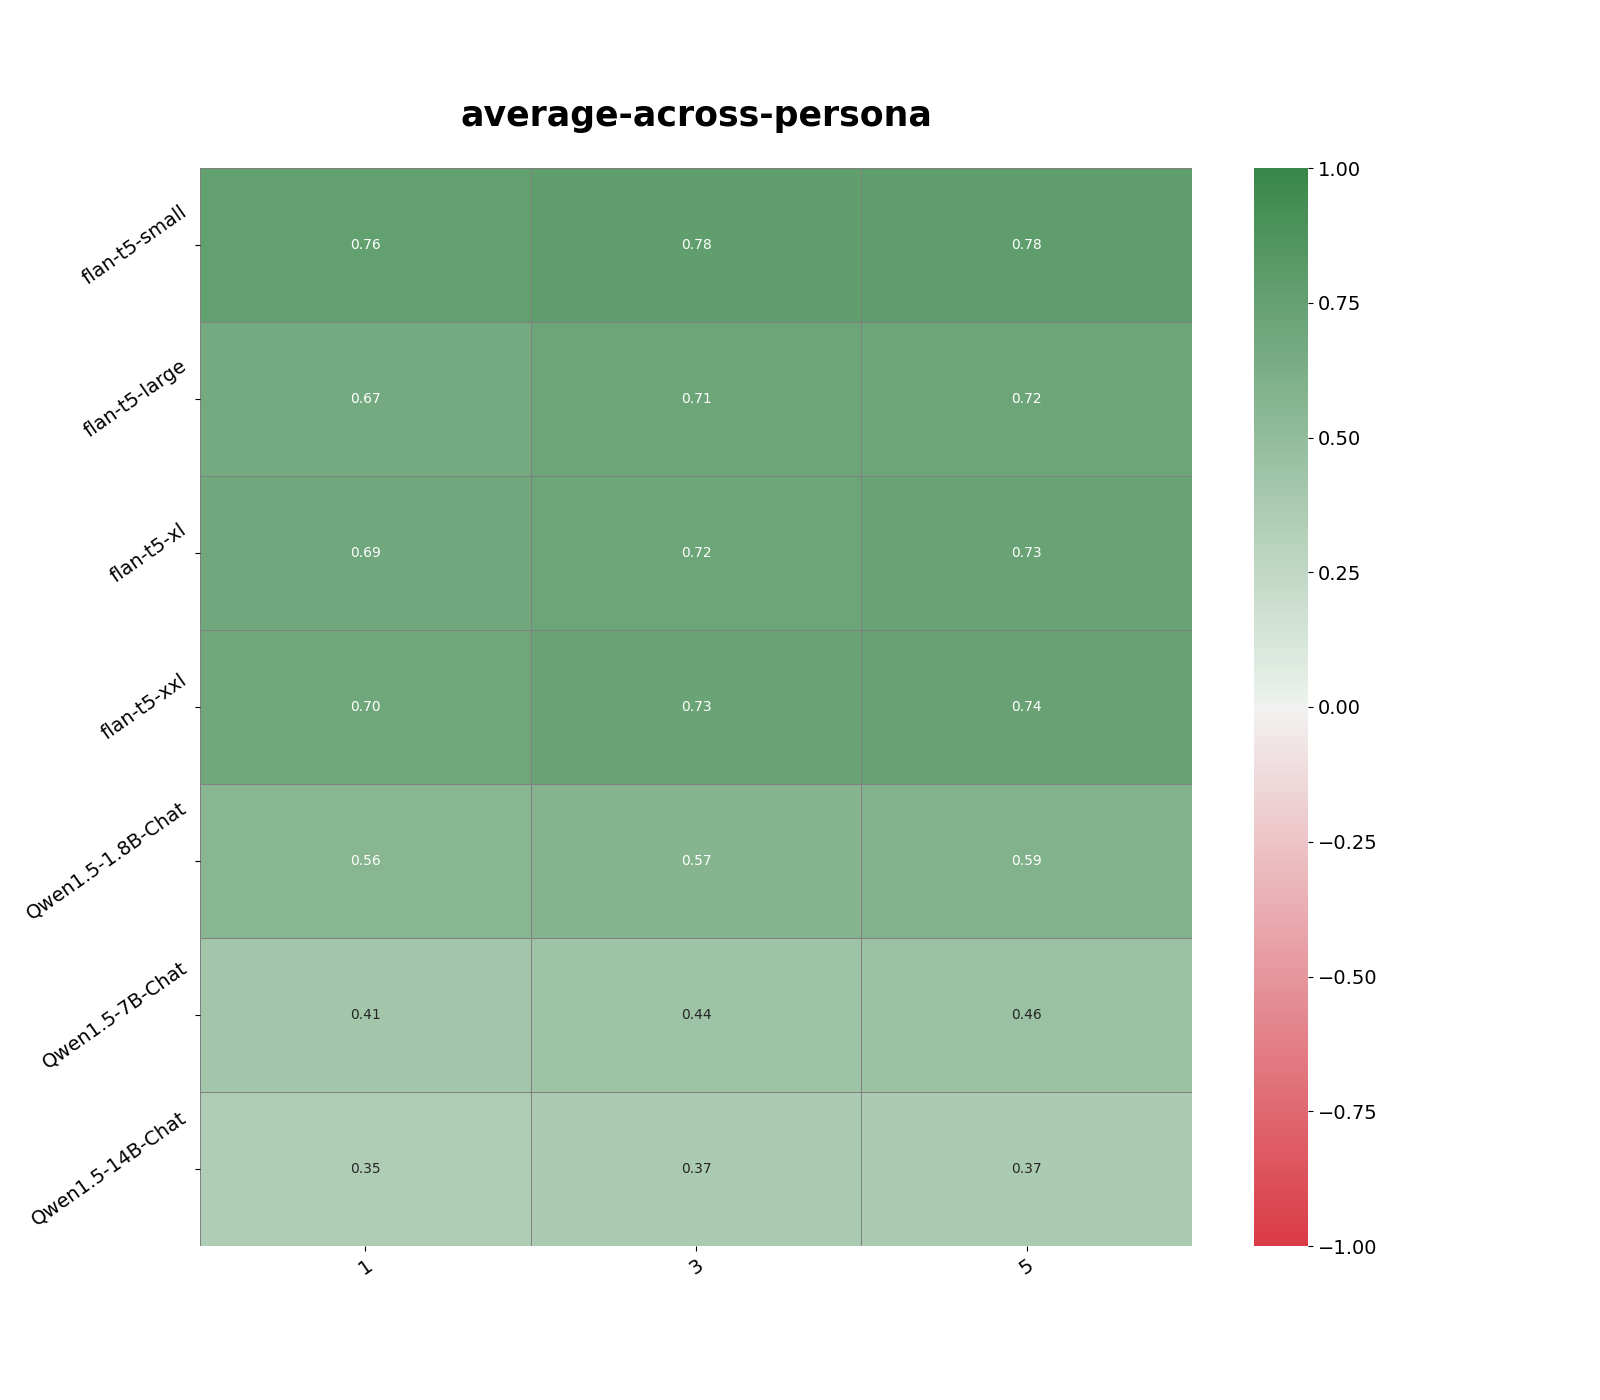 average-across-persona
flan-t5-small
0.76 0.78 0.78
flan-t5-large
0.67 0.71 0.72
flan-t5-xl
0.69 0.72 0.73
flan-t5-xxl
0.70 0.73 0.74
Qwen1.5-1.8B-Chat
0.56 0.57 0.59
Qwen1.5-7B-Chat
0.41 0.44 0.46
Qwen1.5-14B-Chat
0.35 0.37 0.37
1 3 5
1.00
0.75
0.50
0.25
0.00
−0.25
−0.50
−0.75
−1.00